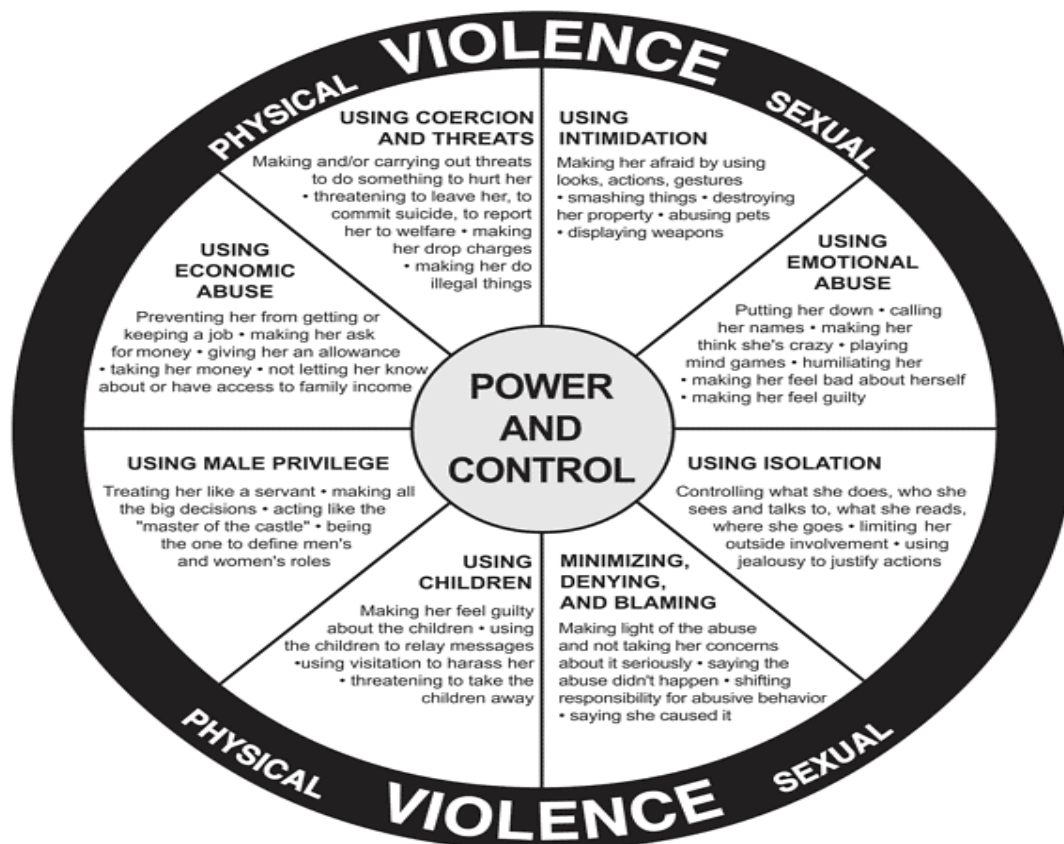 PHYSICAL VIOLENCE SEXUAL
USING COERCION
AND THREATS
Making and/or carrying out threats
to do something to hurt her
• threatening to leave her, to
commit suicide, to report
her to welfare • making
her drop charges
• making her do
illegal things
USING
INTIMIDATION
Making her afraid by using
looks, actions, gestures
• smashing things • destroying
her property • abusing pets
• displaying weapons
USING
ECONOMIC
ABUSE
Preventing her from getting or
keeping a job • making her ask
for money • giving her an allowance
• taking her money • not letting her know
about or have access to family income
USING
EMOTIONAL
ABUSE
Putting her down • calling
her names • making her
think she's crazy • playing
mind games • humiliating her
• making her feel bad about herself
• making her feel guilty
POWER
AND
CONTROL
USING MALE PRIVILEGE
Treating her like a servant • making all
the big decisions • acting like the
"master of the castle" • being
the one to define men's
and women's roles
USING ISOLATION
Controlling what she does, who she
sees and talks to, what she reads,
where she goes • limiting her
outside involvement • using
jealousy to justify actions
USING
CHILDREN
Making her feel guilty
about the children • using
the children to relay messages
•using visitation to harass her
• threatening to take the
children away
MINIMIZING,
DENYING,
AND BLAMING
Making light of the abuse
and not taking her concerns
about it seriously • saying the
abuse didn't happen • shifting
responsibility for abusive behavior
• saying she caused it
PHYSICAL VIOLENCE SEXUAL